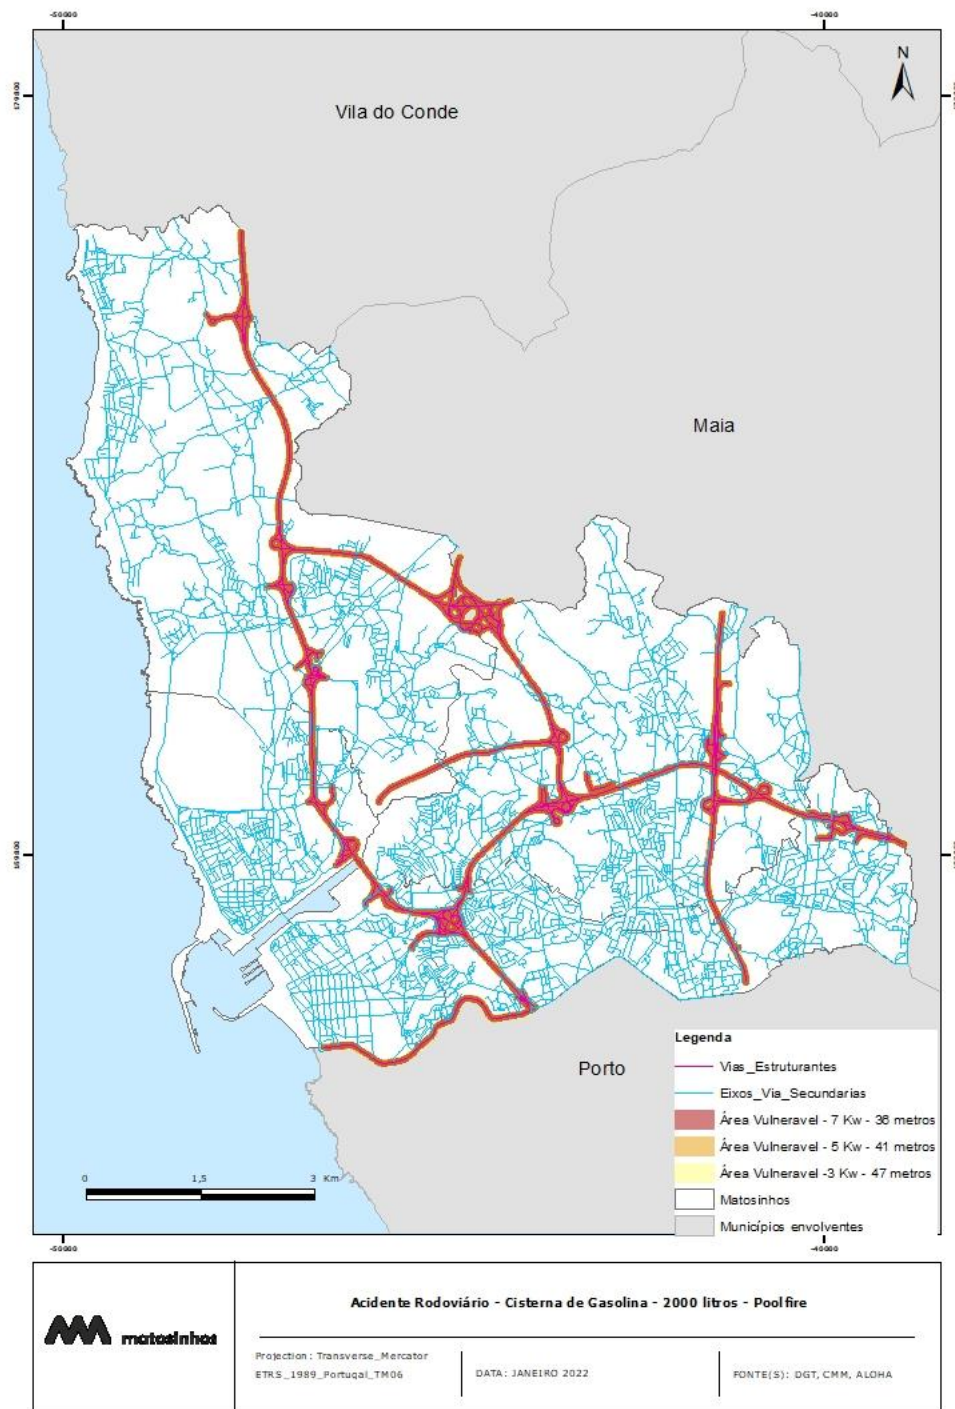 -50000
-40000
N
Vila do Conde
Maia
Porto
Legenda
Vias_Estruturantes
Eixos_Via_Secundarias
Área Vulneravel - 7 Kw - 36 metros
Área Vulneravel - 5 Kw - 41 metros
Área Vulneravel -3 Kw - 47 metros
Matosinhos
Municípios envolventes
0 1,5 3 Km
-50000
-40000
matosinhos
Acidente Rodoviário - Cisterna de Gasolina - 2000 litros - Poolfire
Projection: Transverse_Mercator
ETRS_1989_Portugal_TM06
DATA: JANEIRO 2022
FONTE(S): DGT, CMM, ALOHA